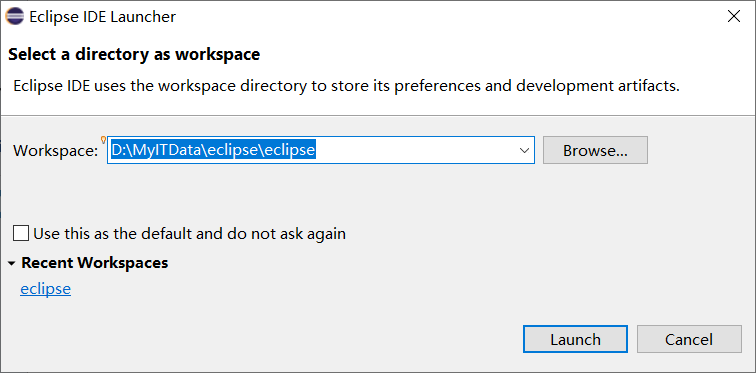 Eclipse IDE Launcher
Select a directory as workspace
Eclipse IDE uses the workspace directory to store its preferences and development artifacts.
Workspace: D:\MyITData\eclipse\eclipse Browse...
Use this as the default and do not ask again
Recent Workspaces
eclipse
Launch Cancel